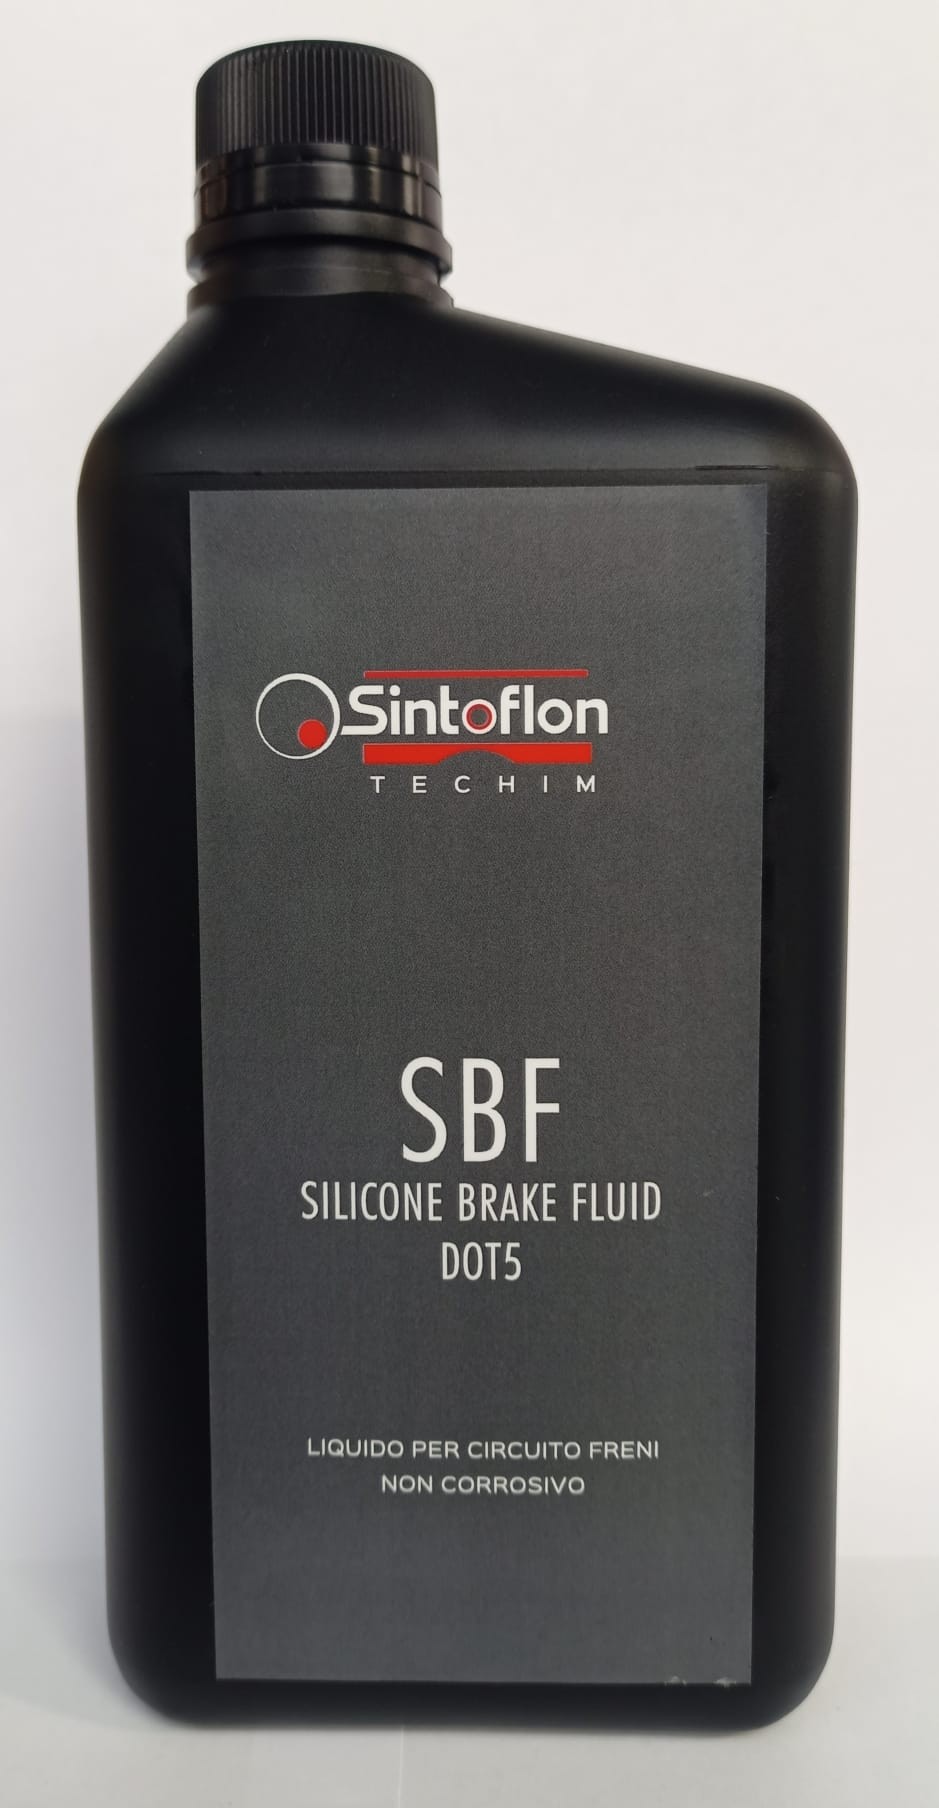 Sintoflon
TECHIM
SBF
SILICONE BRAKE FLUID
DOT5
LIQUIDO PER CIRCUITO FRENI
NON CORROSIVO